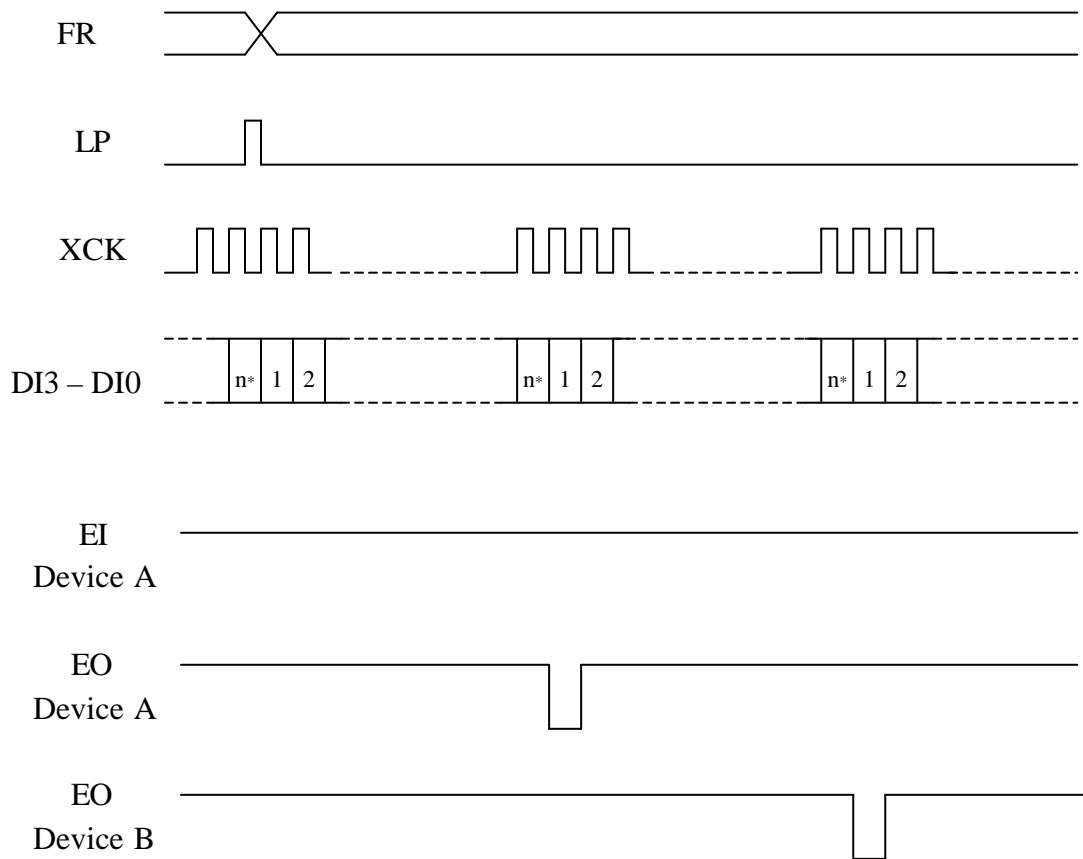 FR
LP
XCK
DI3 – DI0
n* 1 2 n* 1 2 n* 1 2
EI
Device A
EO
Device A
EO
Device B